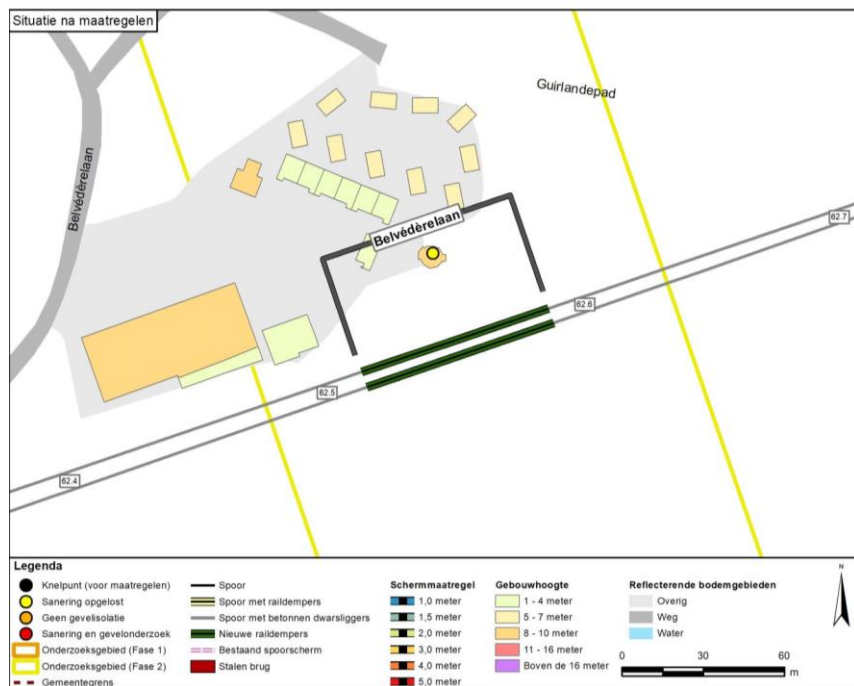 Situatie na maatregelen
Guirlandepad
Belvédèrelaan
Belvédèrelaan
62.7
62.6
62.5
62.4
Legenda
Knelpunt (voor maatregelen)
Sanering opgelost
Geen gevelisolatie
Sanering en gevelonderzoek
Onderzoeksgebied (Fase 1)
Onderzoeksgebied (Fase 2)
Gemeentegrens
Spoor
Spoor met raildempers
Spoor met betonnen dwarsliggers
Nieuwe raildempers
Bestaand spoorscherm
Stalen brug
Schermmaatregel
1,0 meter
1,5 meter
2,0 meter
3,0 meter
4,0 meter
5,0 meter
Gebouwhoogte
1 - 4 meter
5 - 7 meter
8 - 10 meter
11 - 16 meter
Boven de 16 meter
Reflecterende bodemgebieden
Overig
Weg
Water
N
0 30 60
m